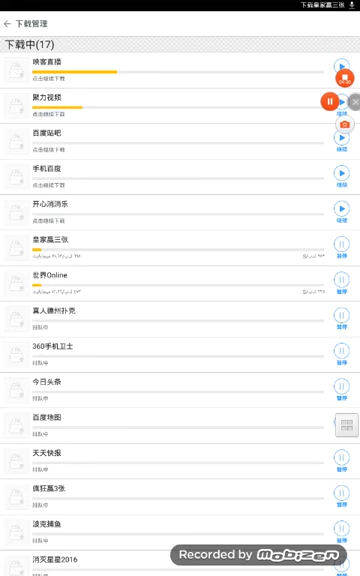 下载皇家赢三张
下载管理
下载中(17)
映客直播
点击继续下载
继续
聚力视频
点击继续下载
继续
百度贴吧
点击继续下载
继续
手机百度
点击继续下载
继续
开心消消乐
点击继续下载
继续
皇家赢三张
暂停
世界Online
暂停
真人德州扑克
排队中
暂停
360手机卫士
排队中
暂停
今日头条
排队中
暂停
百度地图
排队中
天天快报
排队中
暂停
疯狂赢3张
排队中
暂停
波克捕鱼
排队中
消灭星星2016
Recorded by mobizen